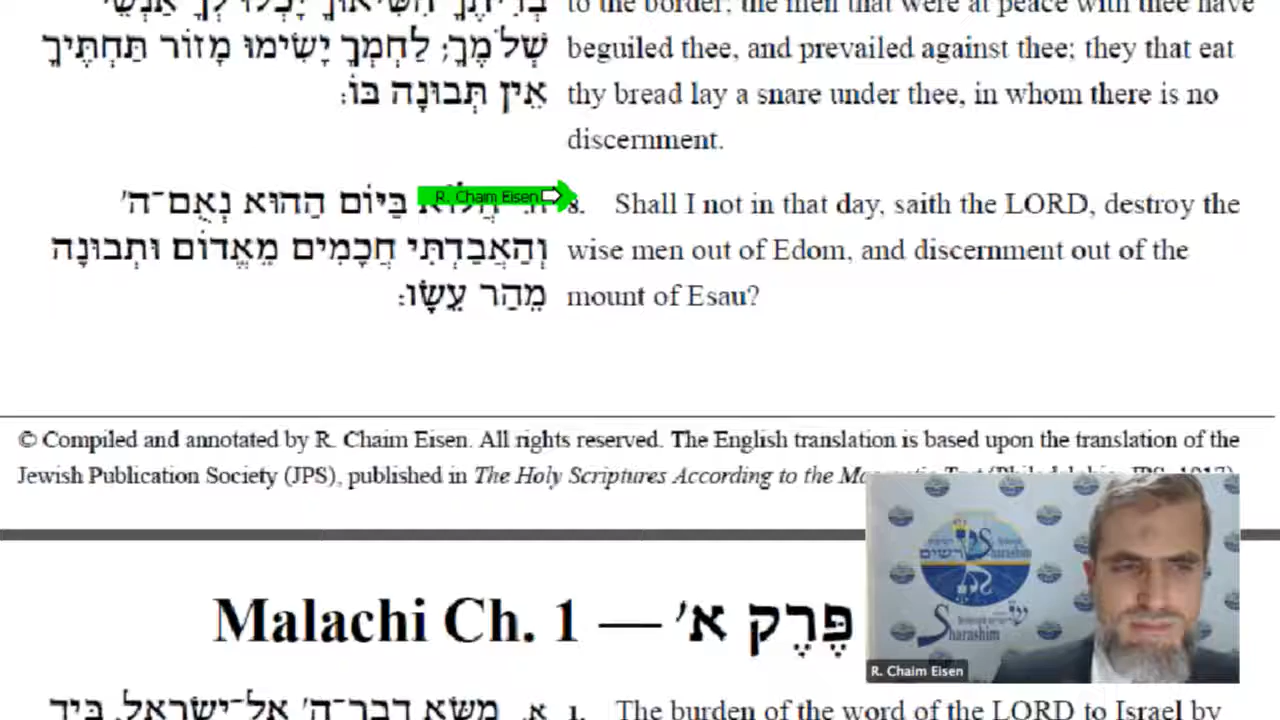 to the border; the men that were at peace with thee have
שְׁלֹמֶךָ; לַחְמְךָ יָשִׂימוּ מָזוֹר תַּחְתֶּיךָ
beguiled thee, and prevailed against thee; they that eat
אֵין תְּבוּנָה בּוֹ:
thy bread lay a snare under thee, in whom there is no
discernment.
בַּיּוֹם הַהוּא נְאֻם־ה'
R. Chaim Eisen
8. Shall I not in that day, saith the LORD, destroy the
וְהַאֲבַדְתִּי חֲכָמִים מֵאֱדוֹם וּתְבוּנָה
wise men out of Edom, and discernment out of the
מֵהַר עֵשָׂו:
mount of Esau?
© Compiled and annotated by R. Chaim Eisen. All rights reserved. The English translation is based upon the translation of the
Jewish Publication Society (JPS), published in The Holy Scriptures According to the
Malachi Ch. 1 — פֶּרֶק א'
שרשים
Sharashim
Sharashim
R. Chaim Eisen
א. מַשָּׂא דְבַר־ה' אֶל־יִשְׂרָאֵל, בְּיַד
1. The burden of the word of the LORD to Israel by